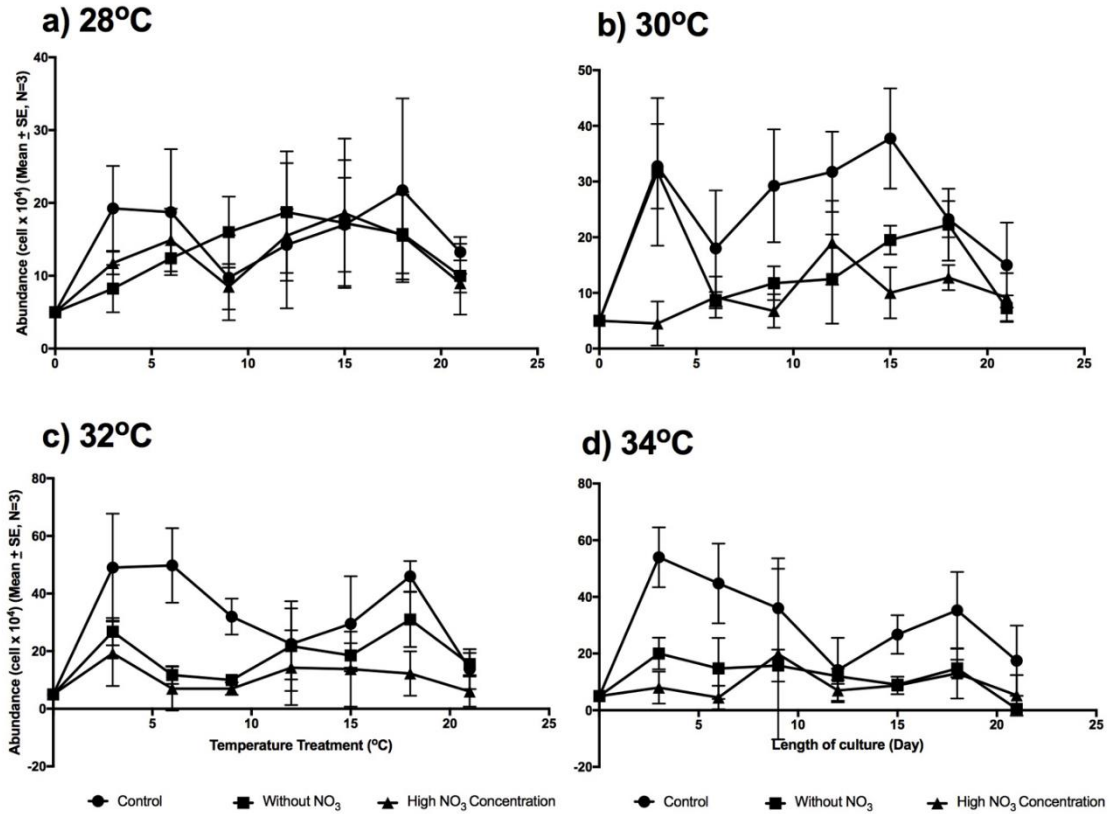 a) 28°C
Abundance (cell x 10⁴) (Mean ± SE, N=3)
40
30
20
10
0
0 5 10 15 20 25
b) 30°C
50
40
30
20
10
0
0 5 10 15 20 25
c) 32°C
Abundance (cell x 10⁴) (Mean ± SE, N=3)
80
60
40
20
0
-20
5 10 15 20 25
Temperature Treatment (°C)
d) 34°C
80
60
40
20
0
-20
5 10 15 20 25
Length of culture (Day)
Control Without NO₃ High NO₃ Concentration
Control Without NO₃ High NO₃ Concentration